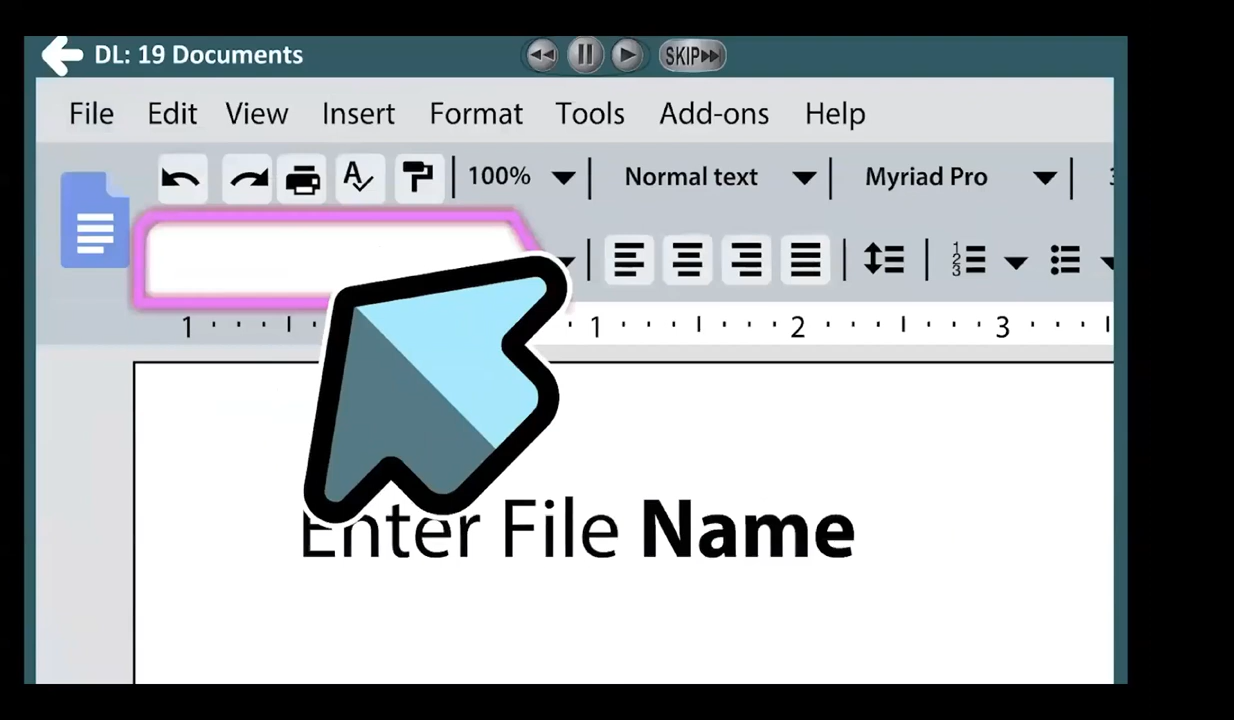 DL: 19 Documents
SKIP
File Edit View Insert Format Tools Add-ons Help
100% Normal text Myriad Pro
1 1 2 3
Enter File Name